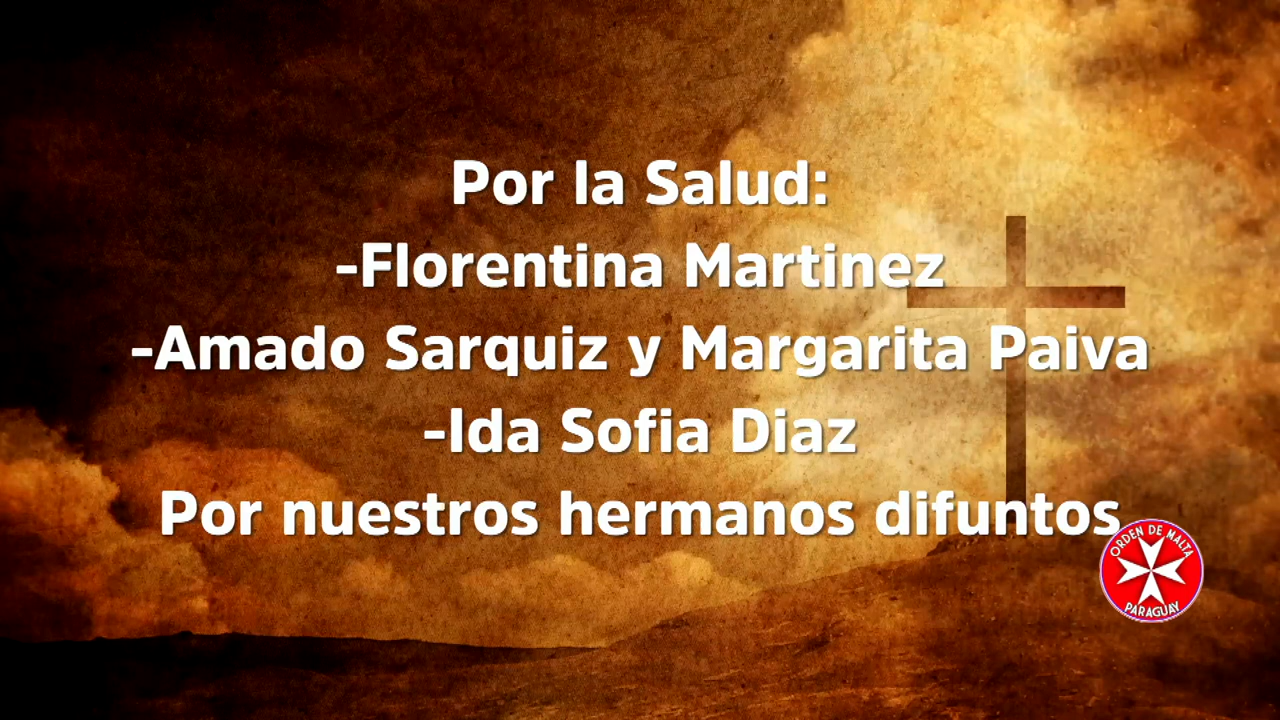 Por la Salud:
-Florentina Martinez
-Amado Sarquiz y Margarita Paiva
-Ida Sofia Diaz
Por nuestros hermanos difuntos
ORDEN DE MALTA
PARAGUAY